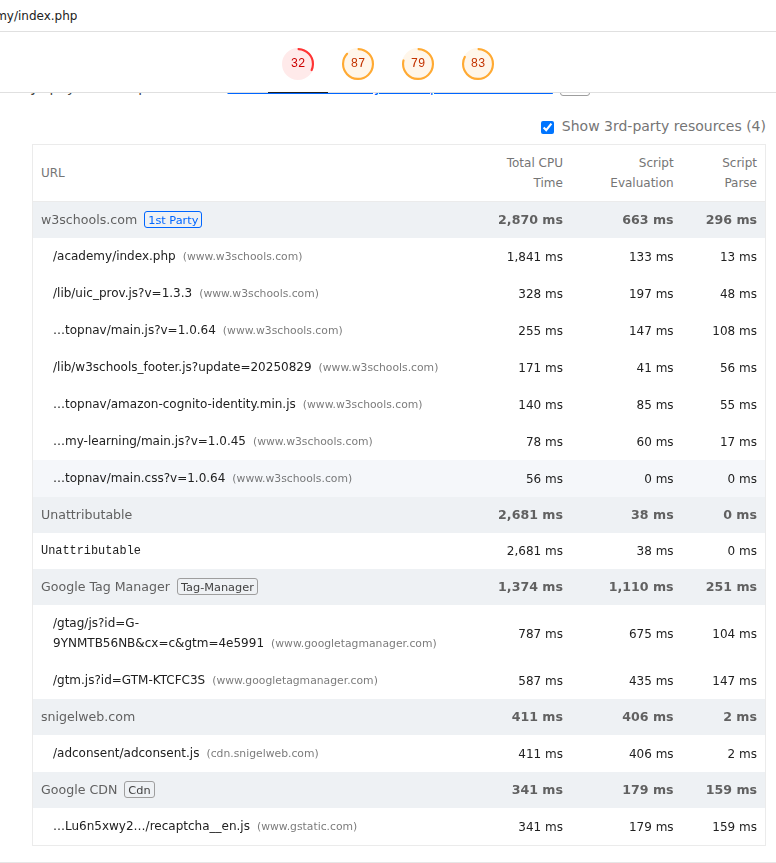 my/index.php
32 87 79 83
Show 3rd-party resources (4)
URL Total CPU Time Script Evaluation Script Parse
w3schools.com 1st Party 2,870 ms 663 ms 296 ms
/academy/index.php (www.w3schools.com) 1,841 ms 133 ms 13 ms
/lib/uic_prov.js?v=1.3.3 (www.w3schools.com) 328 ms 197 ms 48 ms
…topnav/main.js?v=1.0.64 (www.w3schools.com) 255 ms 147 ms 108 ms
/lib/w3schools_footer.js?update=20250829 (www.w3schools.com) 171 ms 41 ms 56 ms
…topnav/amazon-cognito-identity.min.js (www.w3schools.com) 140 ms 85 ms 55 ms
…my-learning/main.js?v=1.0.45 (www.w3schools.com) 78 ms 60 ms 17 ms
…topnav/main.css?v=1.0.64 (www.w3schools.com) 56 ms 0 ms 0 ms
Unattributable 2,681 ms 38 ms 0 ms
Unattributable 2,681 ms 38 ms 0 ms
Google Tag Manager Tag-Manager 1,374 ms 1,110 ms 251 ms
/gtag/js?id=G-
9YNMTB56NB&cx=c&gtm=4e5991 (www.googletagmanager.com) 787 ms 675 ms 104 ms
/gtm.js?id=GTM-KTCFC3S (www.googletagmanager.com) 587 ms 435 ms 147 ms
snigelweb.com 411 ms 406 ms 2 ms
/adconsent/adconsent.js (cdn.snigelweb.com) 411 ms 406 ms 2 ms
Google CDN Cdn 341 ms 179 ms 159 ms
…Lu6n5xwy2…/recaptcha__en.js (www.gstatic.com) 341 ms 179 ms 159 ms